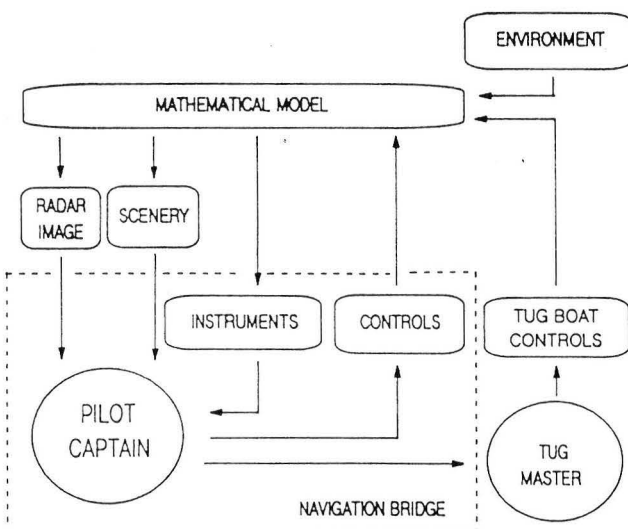 ENVIRONMENT
MATHEMATICAL MODEL
RADAR
IMAGE
SCENERY
INSTRUMENTS
CONTROLS
TUG BOAT
CONTROLS
PILOT
CAPTAIN
TUG
MASTER
NAVIGATION BRIDGE